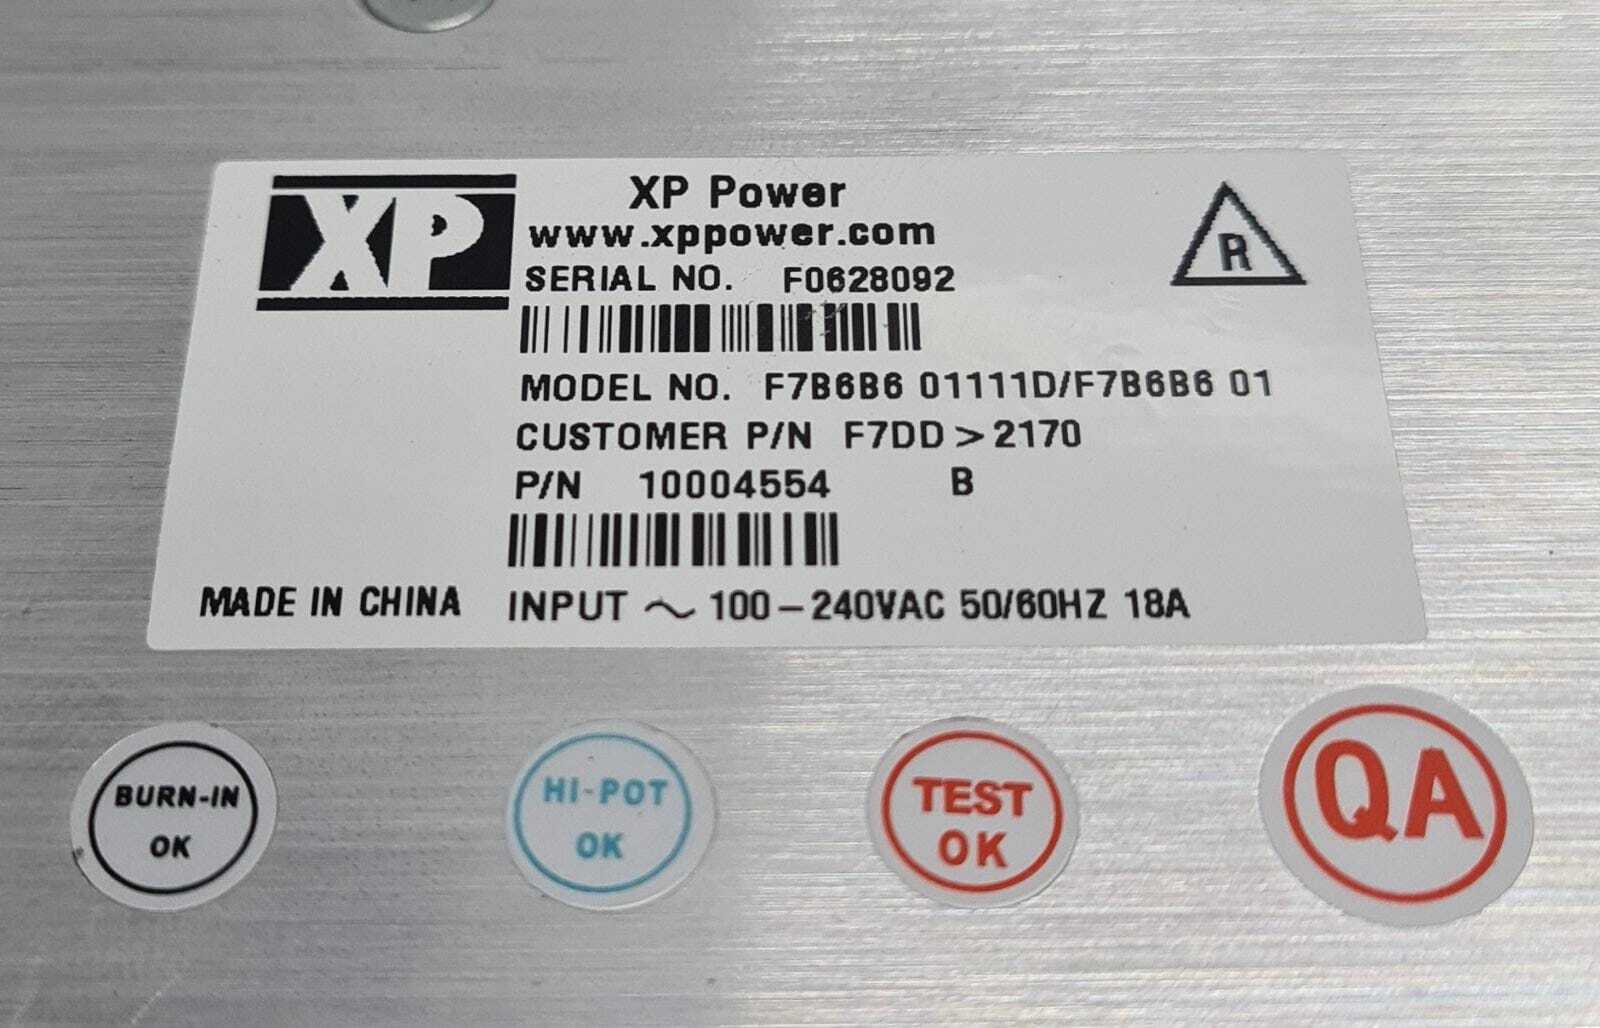 XP
XP Power
www.xppower.com
R
SERIAL NO. F0628092
MODEL NO. F7B6B6 01111D/F7B6B6 01
CUSTOMER P/N F7DD>2170
P/N 10004554 B
MADE IN CHINA INPUT ~ 100-240VAC 50/60HZ 18A
BURN-IN
OK
HI-POT
OK
TEST
OK
QA